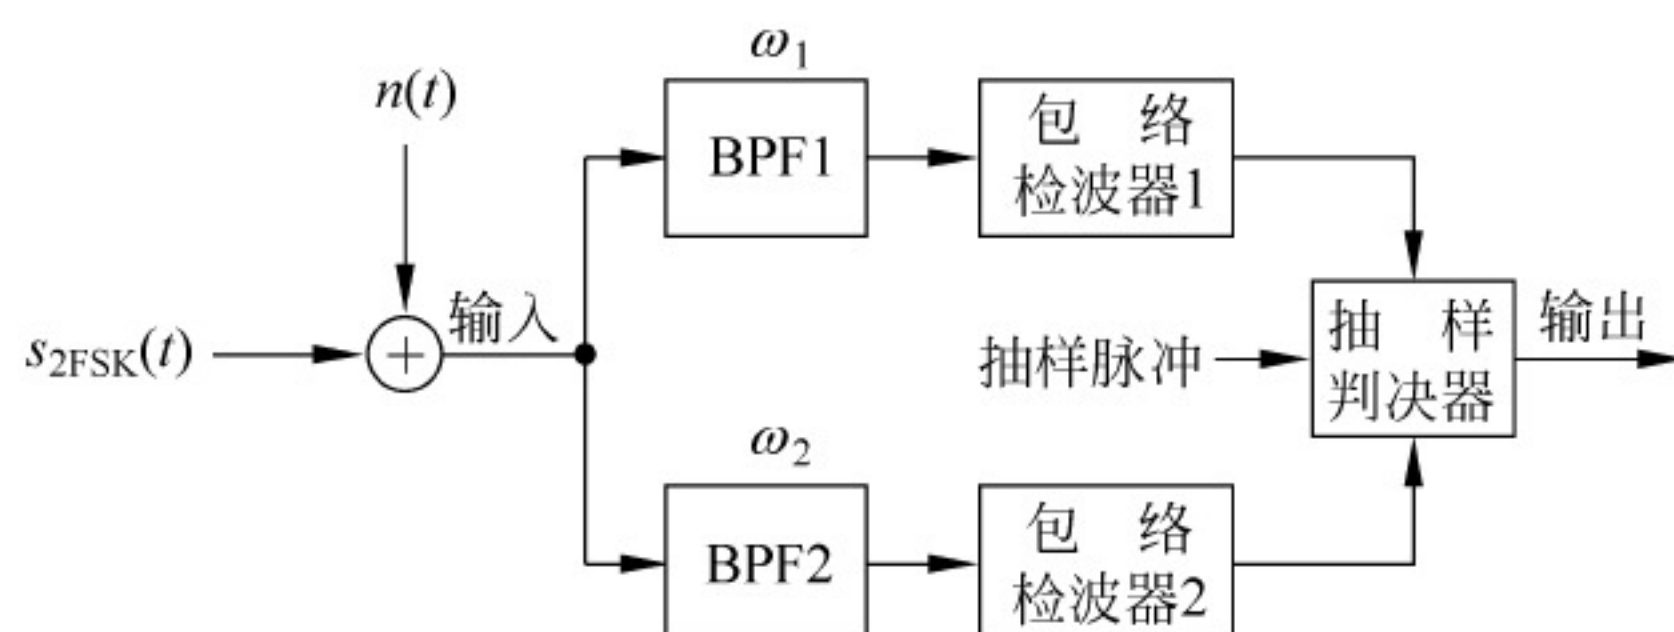 ω1
n(t)
BPF1
包 络
检波器1
s2FSK(t)
+
输入
抽样脉冲
抽 样
判决器
输出
ω2
BPF2
包 络
检波器2